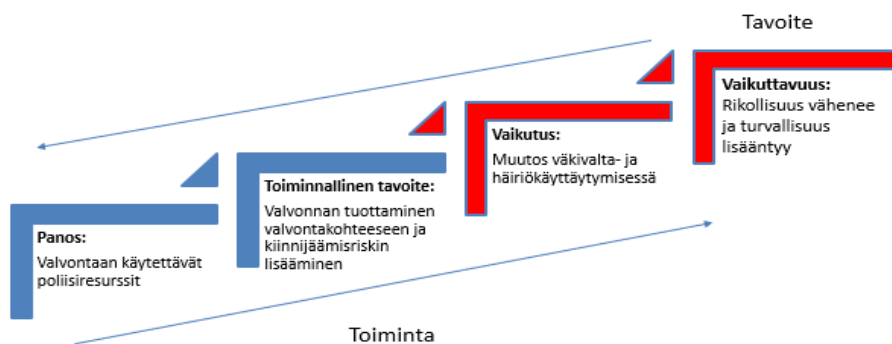 Tavoite
Vaikuttavuus:
Rikollisuus vähenee
ja turvallisuus
lisääntyy
Vaikutus:
Muutos väkivalta- ja
häiriökäyttäytymisessä
Toiminnallinen tavoite:
Valvonnan tuottaminen
valvontakohteeseen ja
kiinnijäämisriskin
lisääminen
Panos:
Valvontaan käytettävät
poliisiresurssit
Toiminta